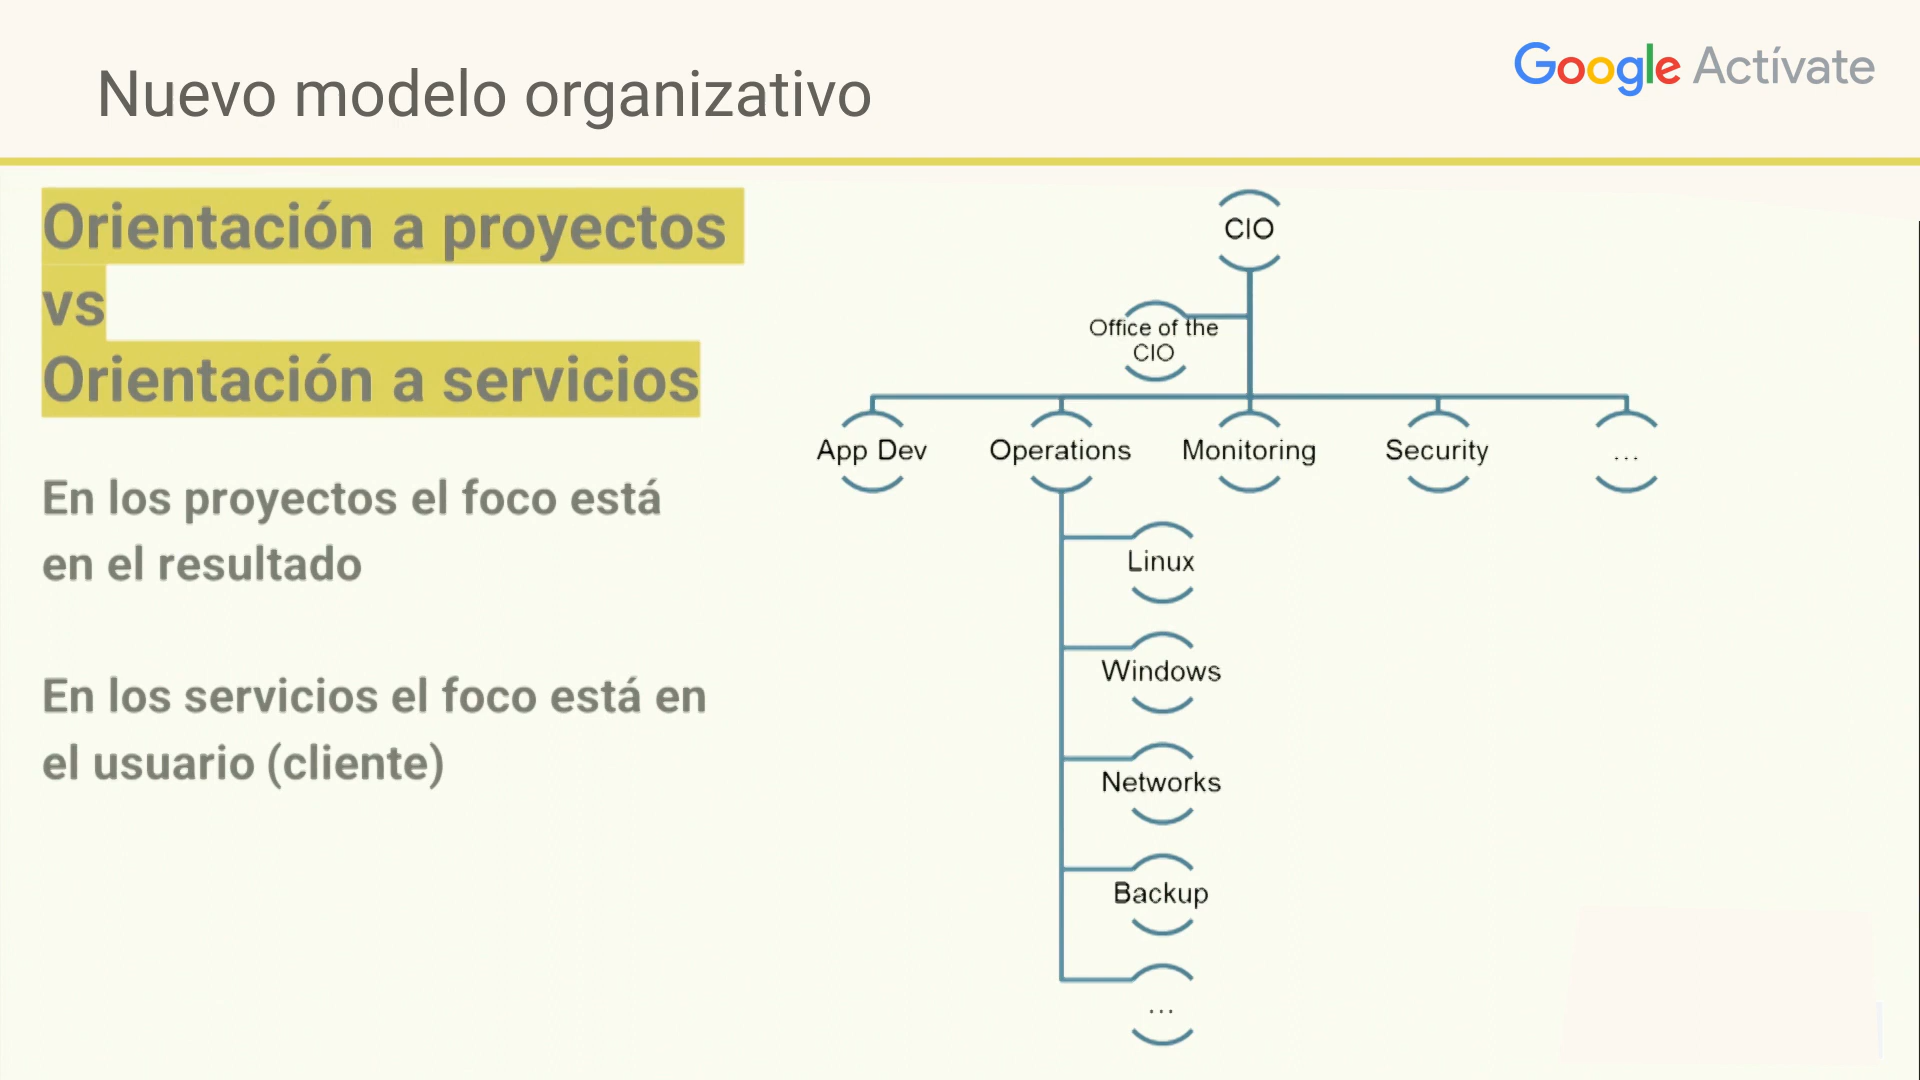 Nuevo modelo organizativo
Google Actívate
Orientación a proyectos
vs
Orientación a servicios
En los proyectos el foco está
en el resultado
En los servicios el foco está en
el usuario (cliente)
CIO
Office of the
CIO
App Dev
Operations
Monitoring
Security
...
Linux
Windows
Networks
Backup
...